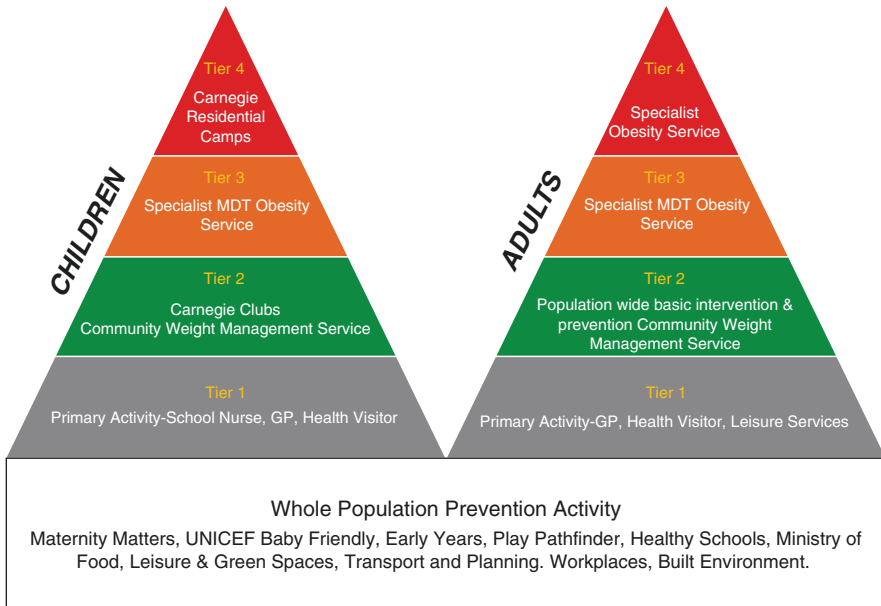 CHILDREN
Tier 4
Carnegie
Residential
Camps
Tier 3
Specialist MDT Obesity
Service
Tier 2
Carnegie Clubs
Community Weight Management Service
Tier 1
Primary Activity-School Nurse, GP, Health Visitor
ADULTS
Tier 4
Specialist
Obesity Service
Tier 3
Specialist MDT Obesity
Service
Tier 2
Population wide basic intervention &
prevention Community Weight
Management Service
Tier 1
Primary Activity-GP, Health Visitor, Leisure Services
Whole Population Prevention Activity
Maternity Matters, UNICEF Baby Friendly, Early Years, Play Pathfinder, Healthy Schools, Ministry of
Food, Leisure & Green Spaces, Transport and Planning. Workplaces, Built Environment.